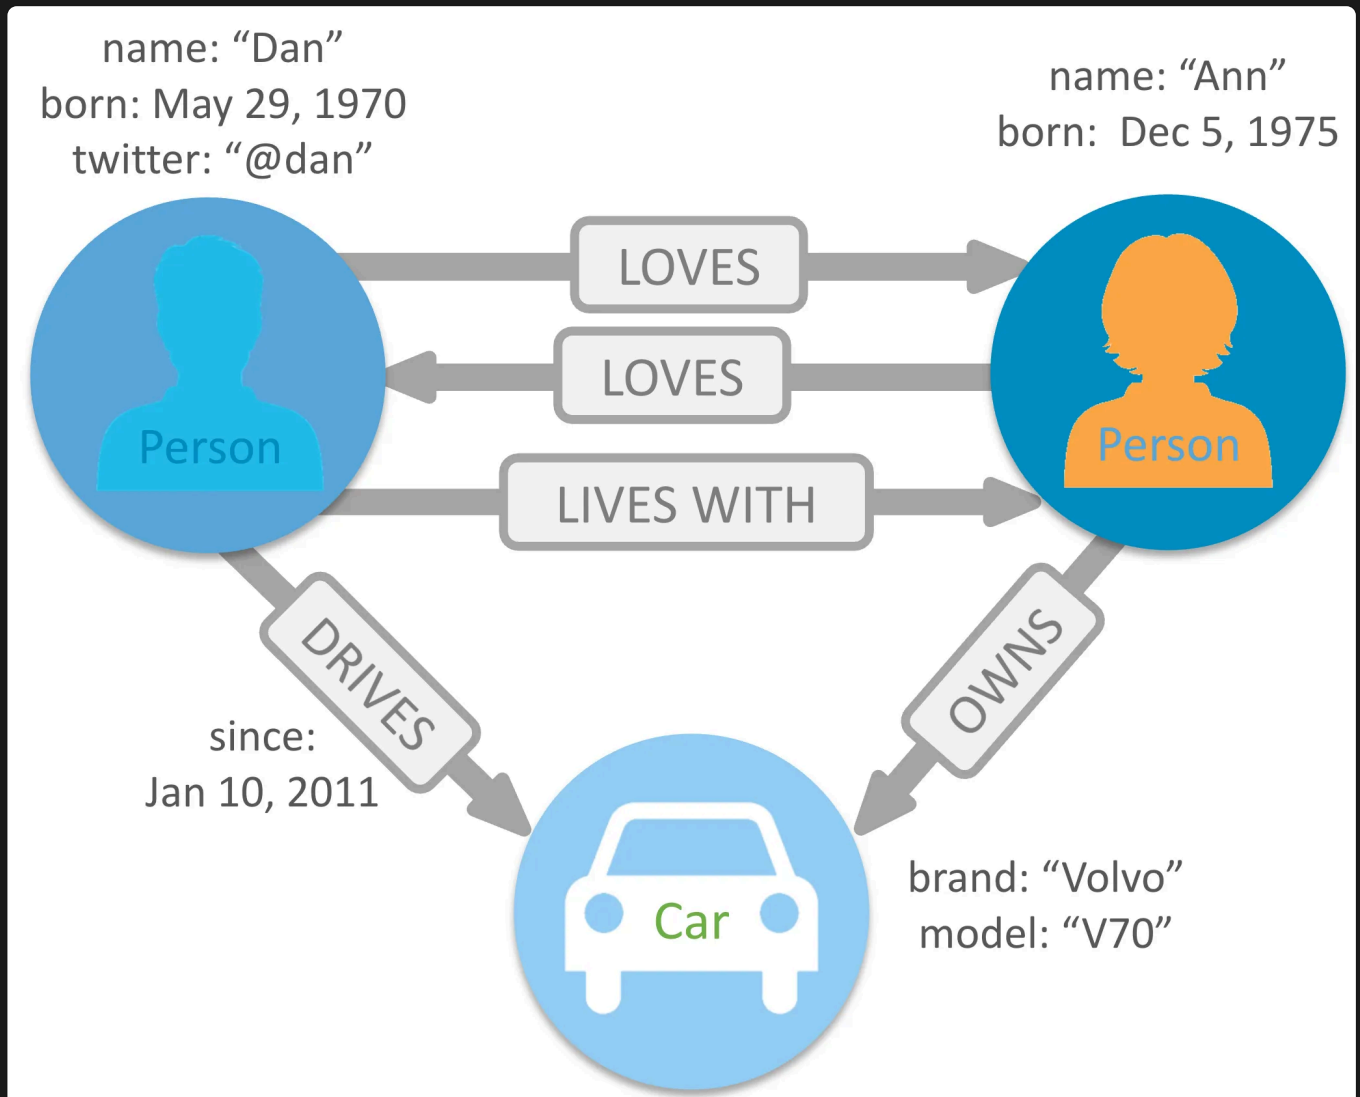 name: “Dan”
born: May 29, 1970
twitter: “@dan”
name: “Ann”
born:  Dec 5, 1975
LOVES
LOVES
Person
Person
LIVES WITH
DRIVES
OWNS
since:
Jan 10, 2011
Car
brand: “Volvo”
model: “V70”